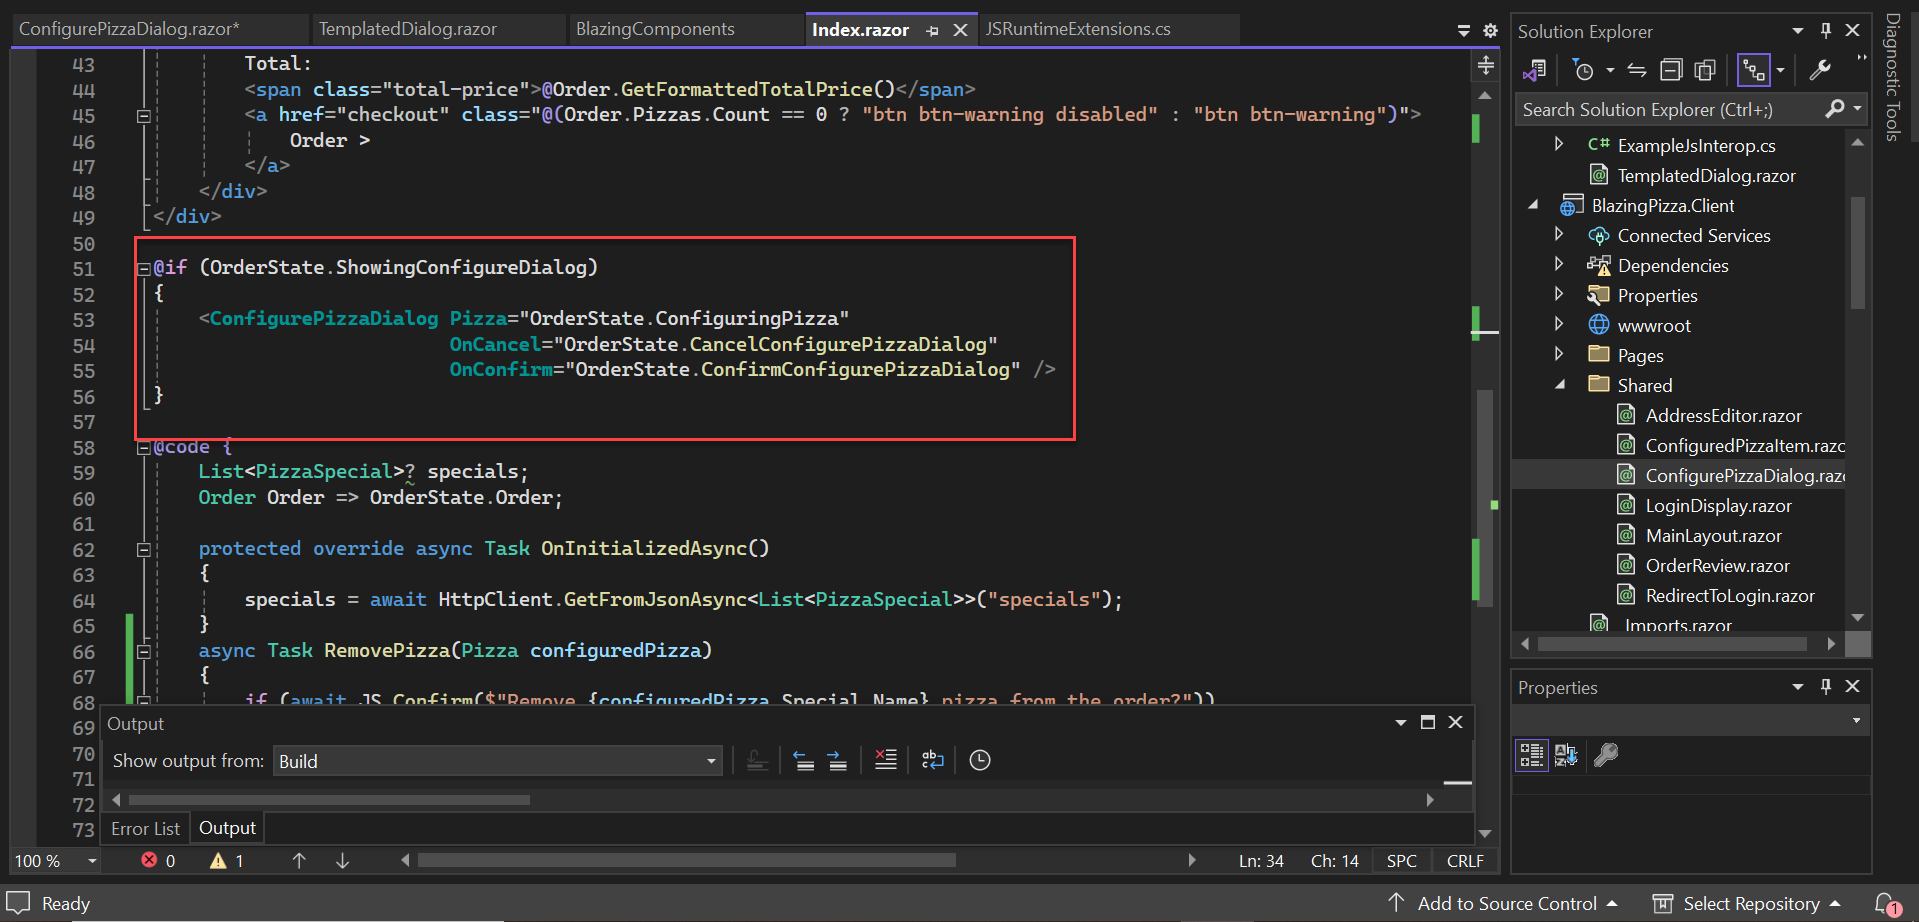 ConfigurePizzaDialog.razor* TemplatedDialog.razor BlazingComponents Index.razor JSRuntimeExtensions.cs
43 Total:
44 <span class="total-price">@Order.GetFormattedTotalPrice()</span>
45 <a href="checkout" class="@(Order.Pizzas.Count == 0 ? "btn btn-warning disabled" : "btn btn-warning")">
46 Order >
47 </a>
48 </div>
49 </div>
50
51 @if (OrderState.ShowingConfigureDialog)
52 {
53 <ConfigurePizzaDialog Pizza="OrderState.ConfiguringPizza"
54 OnCancel="OrderState.CancelConfigurePizzaDialog"
55 OnConfirm="OrderState.ConfirmConfigurePizzaDialog" />
56 }
57
58 @code {
59 List<PizzaSpecial>? specials;
60 Order Order => OrderState.Order;
61
62 protected override async Task OnInitializedAsync()
63 {
64 specials = await HttpClient.GetFromJsonAsync<List<PizzaSpecial>>("specials");
65 }
66 async Task RemovePizza(Pizza configuredPizza)
67 {
68 if (await JS.Confirm($"Remove {configuredPizza.Special.Name} pizza from the order?"))
69
70
71
72
73
Output
Show output from: Build
Error List Output
100 % 0 1 Ln: 34 Ch: 14 SPC CRLF
Ready Add to Source Control Select Repository 1
Solution Explorer
Search Solution Explorer (Ctrl+;)
C# ExampleJsInterop.cs
TemplatedDialog.razor
BlazingPizza.Client
Connected Services
Dependencies
Properties
wwwroot
Pages
Shared
AddressEditor.razor
ConfiguredPizzaItem.razo
ConfigurePizzaDialog.razo
LoginDisplay.razor
MainLayout.razor
OrderReview.razor
RedirectToLogin.razor
_Imports.razor
Properties
Diagnostic Tools